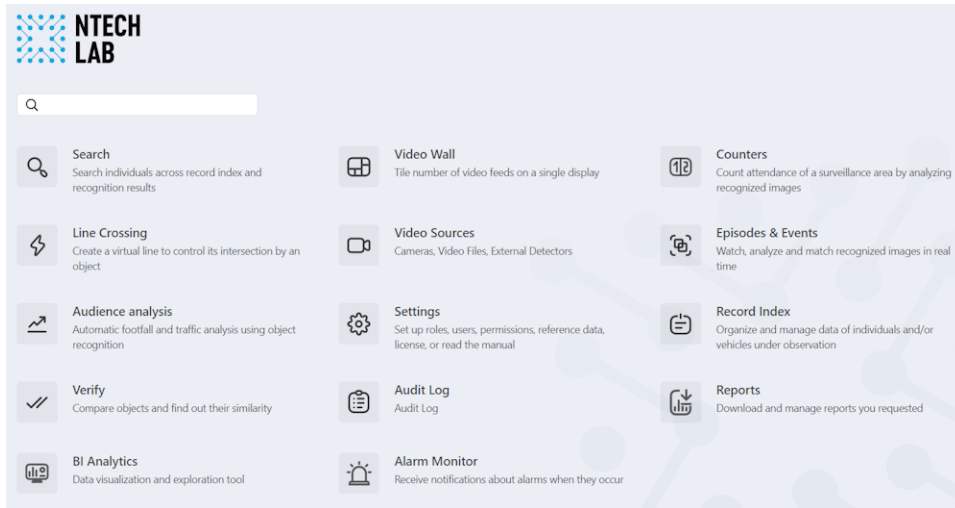 NTECH
LAB
Search
Search individuals across record index and
recognition results
Video Wall
Tile number of video feeds on a single display
Counters
Count attendance of a surveillance area by analyzing
recognized images
Line Crossing
Create a virtual line to control its intersection by an
object
Video Sources
Cameras, Video Files, External Detectors
Episodes & Events
Watch, analyze and match recognized images in real
time
Audience analysis
Automatic footfall and traffic analysis using object
recognition
Settings
Set up roles, users, permissions, reference data,
license, or read the manual
Record Index
Organize and manage data of individuals and/or
vehicles under observation
Verify
Compare objects and find out their similarity
Audit Log
Audit Log
Reports
Download and manage reports you requested
BI Analytics
Data visualization and exploration tool
Alarm Monitor
Receive notifications about alarms when they occur